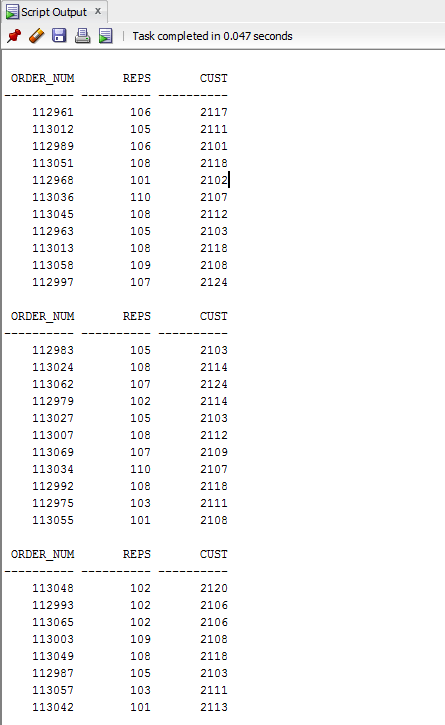 Script Output x
Task completed in 0.047 seconds
ORDER_NUM REPS CUST
---------- ---------- ----------
112961 106 2117
113012 105 2111
112989 106 2101
113051 108 2118
112968 101 2102
113036 110 2107
113045 108 2112
112963 105 2103
113013 108 2118
113058 109 2108
112997 107 2124
ORDER_NUM REPS CUST
---------- ---------- ----------
112983 105 2103
113024 108 2114
113062 107 2124
112979 102 2114
113027 105 2103
113007 108 2112
113069 107 2109
113034 110 2107
112992 108 2118
112975 103 2111
113055 101 2108
ORDER_NUM REPS CUST
---------- ---------- ----------
113048 102 2120
112993 102 2106
113065 102 2106
113003 109 2108
113049 108 2118
112987 105 2103
113057 103 2111
113042 101 2113